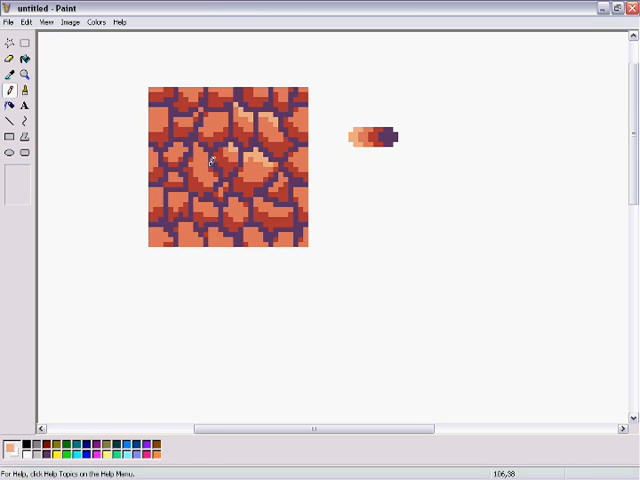 untitled - Paint
File Edit View Image Colors Help
A
For Help, click Help Topics on the Help Menu.
106,38